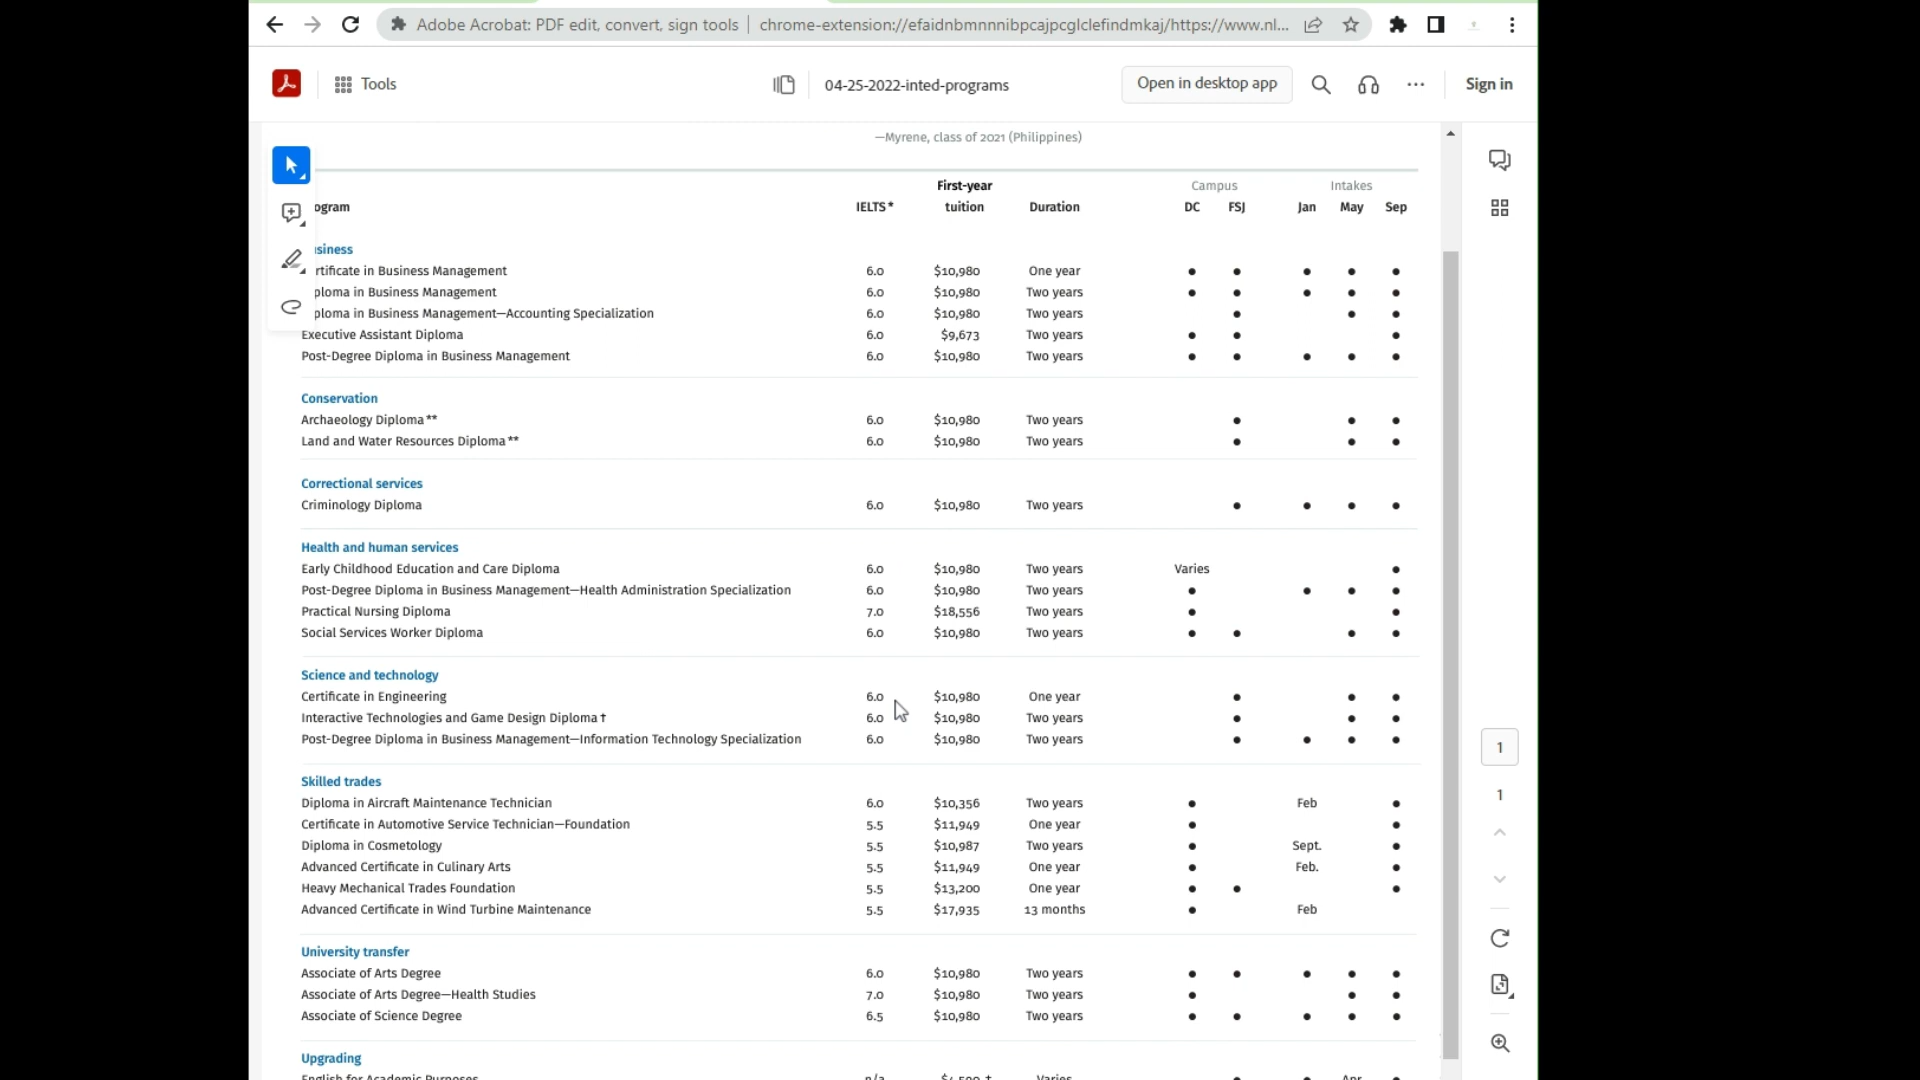 Adobe Acrobat: PDF edit, convert, sign tools | chrome-extension://efaidnbmnnnibpcajpcglclefindmkaj/https://www.nl...
Tools 04-25-2022-inted-programs Open in desktop app Sign in
—Myrene, class of 2021 (Philippines)
First-year Campus Intakes
ogram IELTS* tuition Duration DC FSJ Jan May Sep
siness
rtificate in Business Management 6.0 $10,980 One year ● ● ● ● ●
ploma in Business Management 6.0 $10,980 Two years ● ● ● ● ●
ploma in Business Management—Accounting Specialization 6.0 $10,980 Two years ● ● ●
Executive Assistant Diploma 6.0 $9,673 Two years ● ● ●
Post-Degree Diploma in Business Management 6.0 $10,980 Two years ● ● ● ● ●
Conservation
Archaeology Diploma** 6.0 $10,980 Two years ● ● ●
Land and Water Resources Diploma** 6.0 $10,980 Two years ● ● ●
Correctional services
Criminology Diploma 6.0 $10,980 Two years ● ● ● ●
Health and human services
Early Childhood Education and Care Diploma 6.0 $10,980 Two years Varies ●
Post-Degree Diploma in Business Management—Health Administration Specialization 6.0 $10,980 Two years ● ● ● ●
Practical Nursing Diploma 7.0 $18,556 Two years ● ●
Social Services Worker Diploma 6.0 $10,980 Two years ● ● ● ●
Science and technology
Certificate in Engineering 6.0 $10,980 One year ● ● ●
Interactive Technologies and Game Design Diploma† 6.0 $10,980 Two years ● ● ●
Post-Degree Diploma in Business Management—Information Technology Specialization 6.0 $10,980 Two years ● ● ● ●
1
Skilled trades
1
Diploma in Aircraft Maintenance Technician 6.0 $10,356 Two years ● Feb ●
Certificate in Automotive Service Technician—Foundation 5.5 $11,949 One year ● ●
Diploma in Cosmetology 5.5 $10,987 Two years ● Sept. ●
Advanced Certificate in Culinary Arts 5.5 $11,949 One year ● Feb. ●
Heavy Mechanical Trades Foundation 5.5 $13,200 One year ● ● ●
Advanced Certificate in Wind Turbine Maintenance 5.5 $17,935 13 months ● Feb
University transfer
Associate of Arts Degree 6.0 $10,980 Two years ● ● ● ● ●
Associate of Arts Degree—Health Studies 7.0 $10,980 Two years ● ● ●
Associate of Science Degree 6.5 $10,980 Two years ● ● ● ● ●
Upgrading
English for Academic Purposes n/a $4,500 ‡ Varies ● ● Apr ●